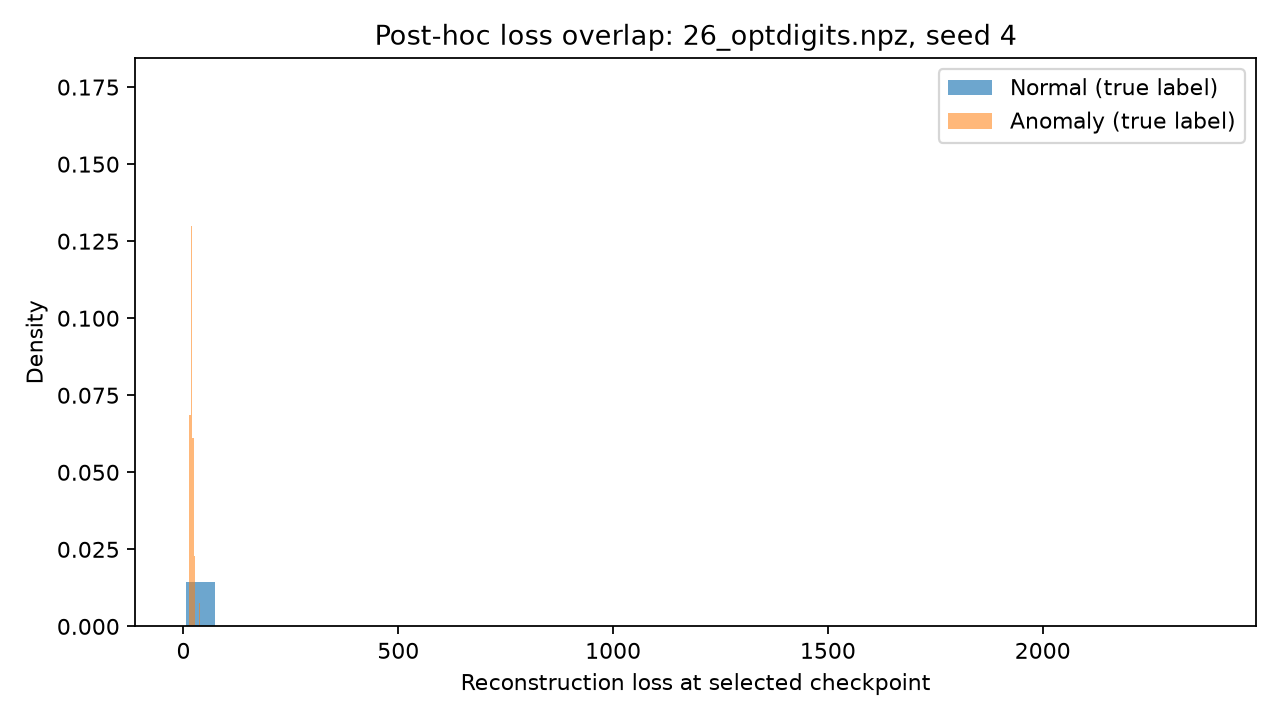 Post-hoc loss overlap: 26_optdigits.npz, seed 4
Normal (true label)
Anomaly (true label)
Density
0.175
0.150
0.125
0.100
0.075
0.050
0.025
0.000
0
500
1000
1500
2000
Reconstruction loss at selected checkpoint